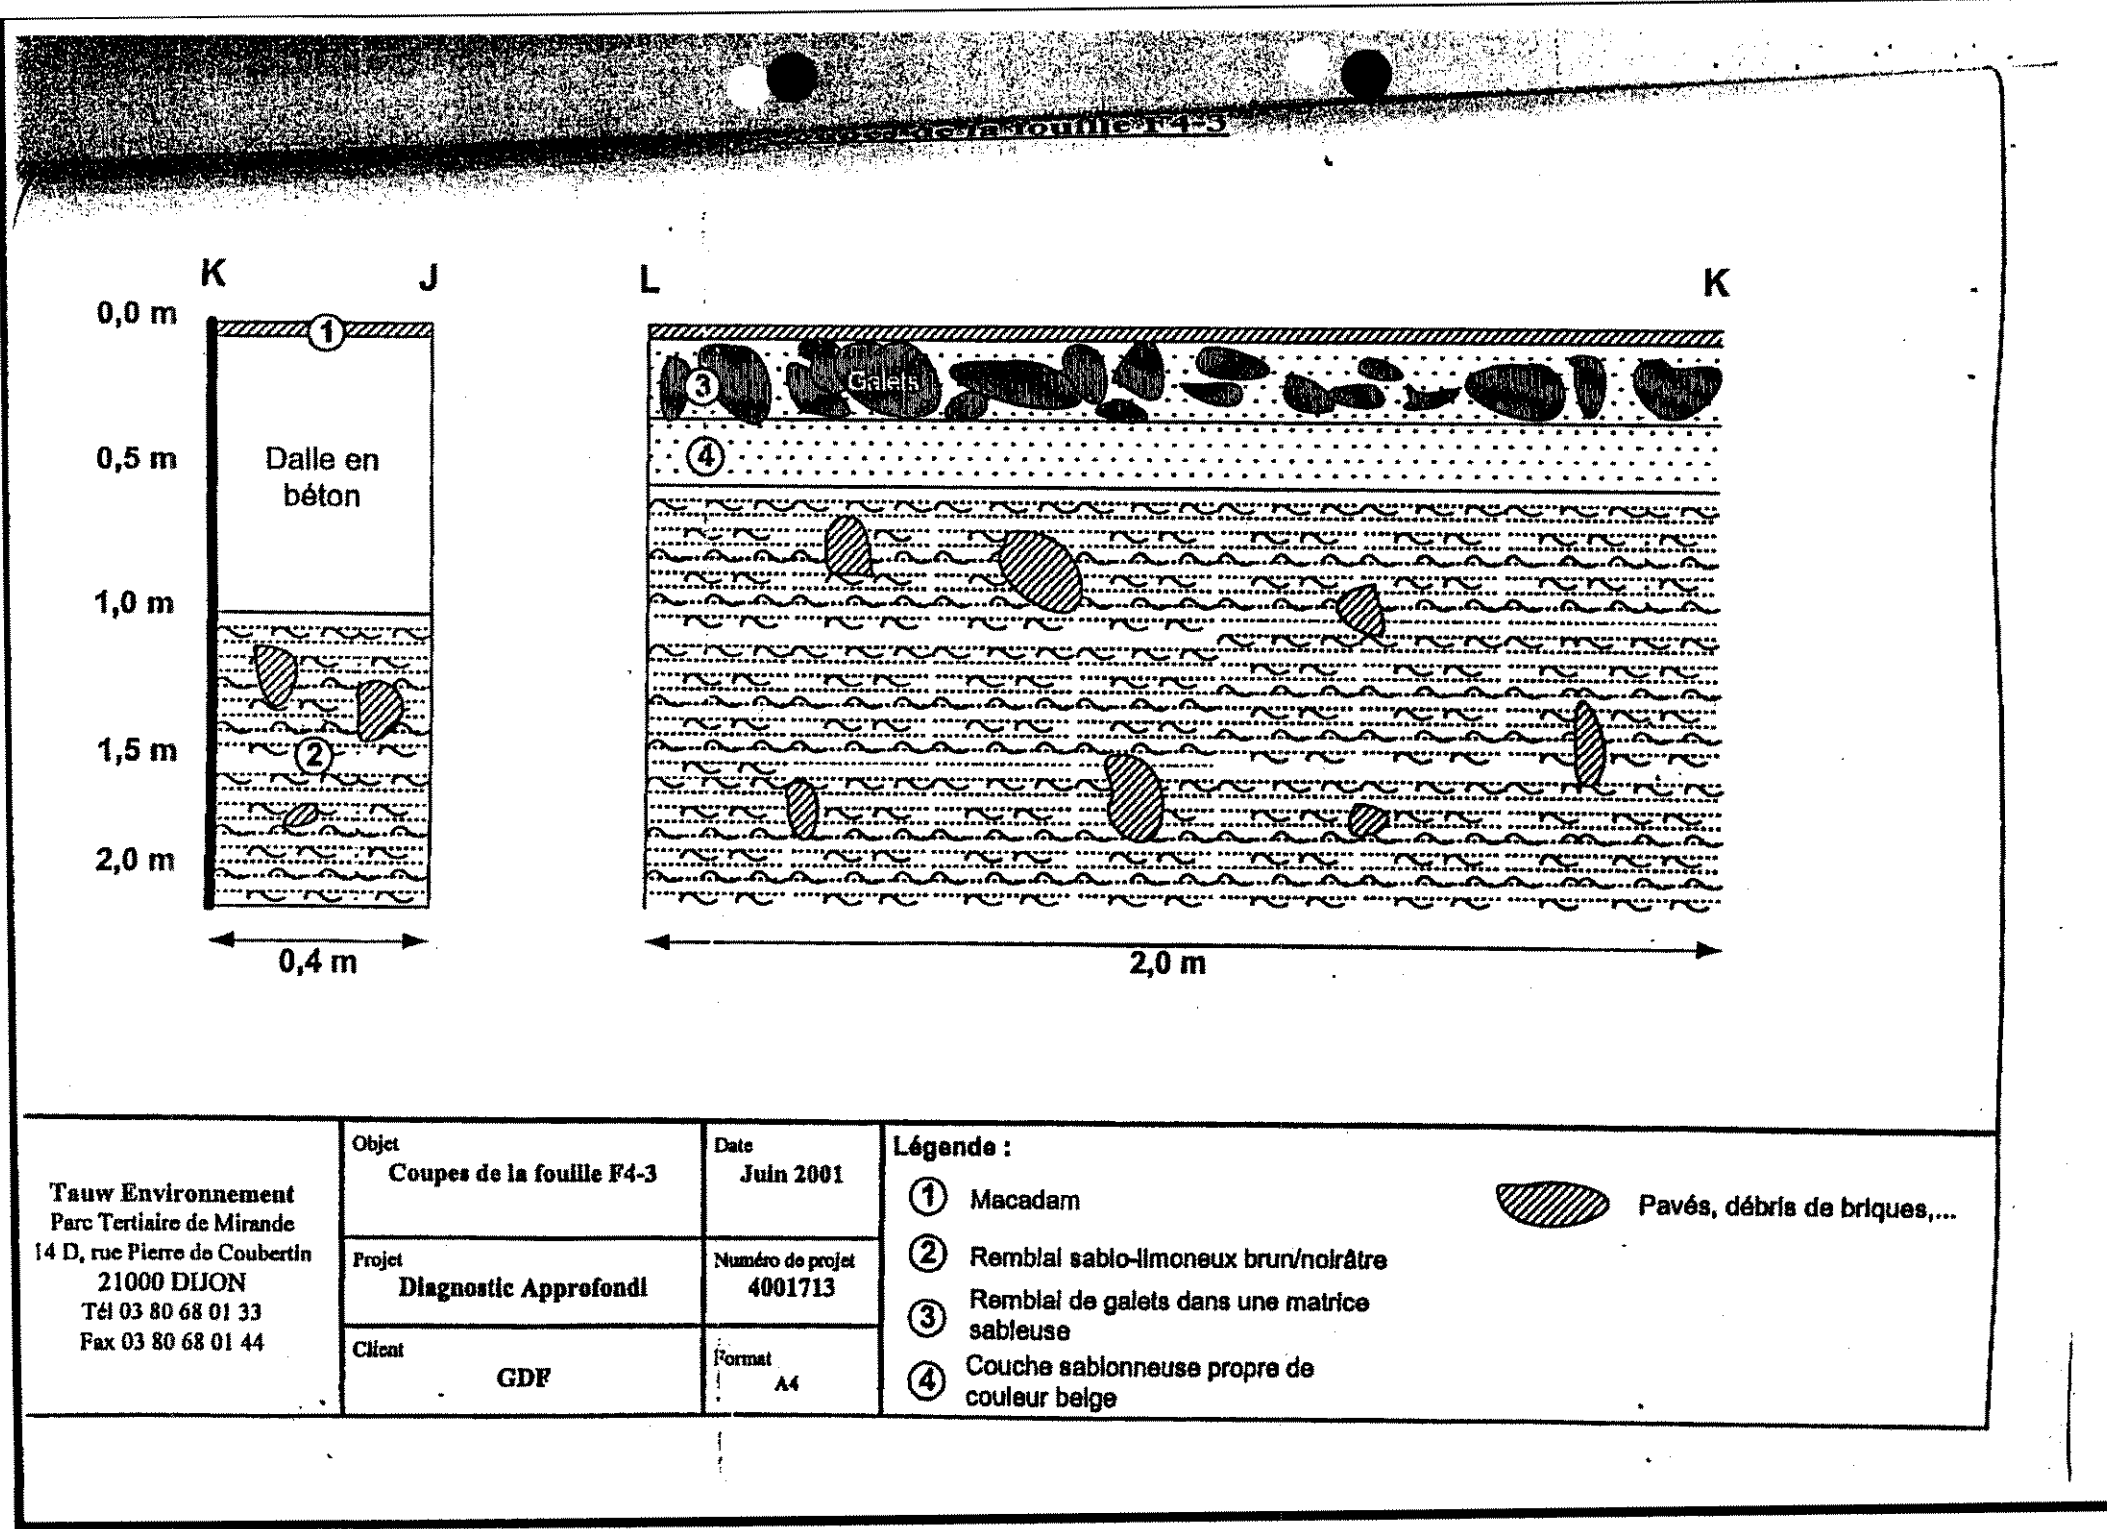 de la fouille F4-3
K J L K
0,0 m
1
3
Galets
0,5 m
Dalle en
béton
4
1,0 m
1,5 m
2
2,0 m
0,4 m
2,0 m
Tauw Environnement
Parc Tertiaire de Mirande
14 D, rue Pierre de Coubertin
21000 DIJON
Tél 03 80 68 01 33
Fax 03 80 68 01 44
Objet
Coupes de la fouille F4-3
Date
Juin 2001
Projet
Diagnostic Approfondi
Numéro de projet
4001713
Client
GDF
Format
A4
Légende :
1 Macadam
2 Remblai sablo-limoneux brun/noirâtre
3 Remblai de galets dans une matrice
sableuse
4 Couche sablonneuse propre de
couleur beige
Pavés, débris de briques,...